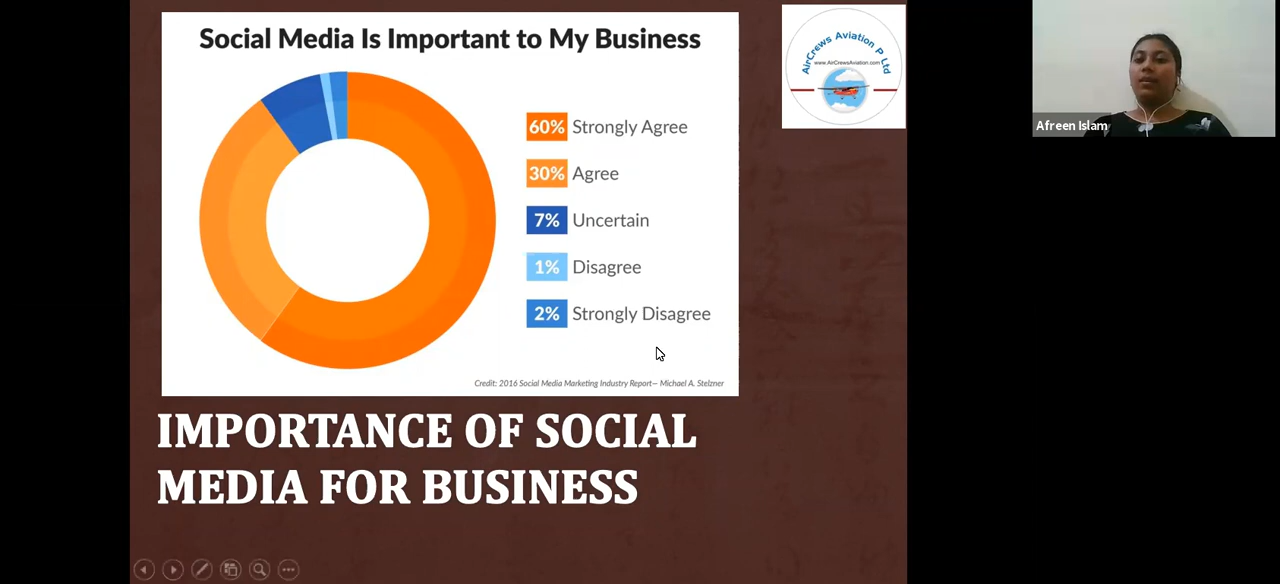 Social Media Is Important to My Business
60% Strongly Agree
30% Agree
7% Uncertain
1% Disagree
2% Strongly Disagree
Credit: 2016 Social Media Marketing Industry Report— Michael A. Stelzner
IMPORTANCE OF SOCIAL
MEDIA FOR BUSINESS
AirCrews Aviation P Ltd
www.AirCrewsAviation.com
Afreen Islam